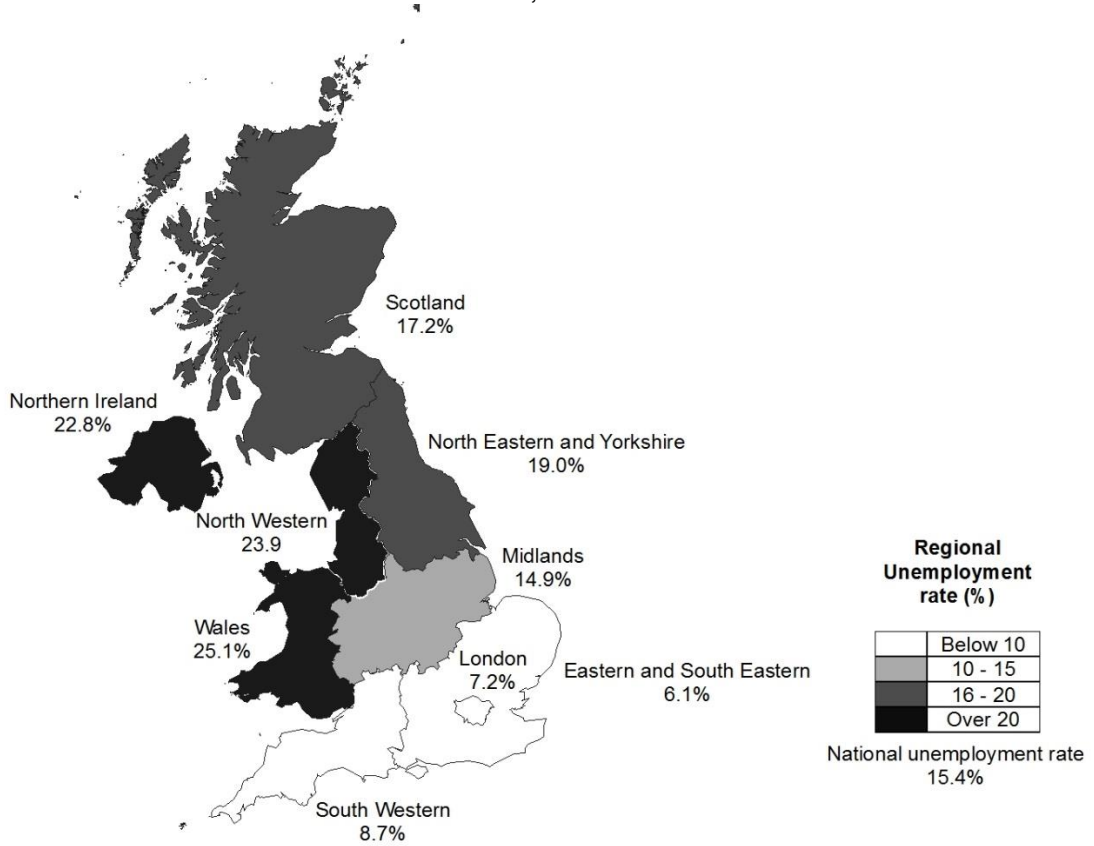 Scotland
17.2%
Northern Ireland
22.8%
North Eastern and Yorkshire
19.0%
North Western
23.9
Midlands
14.9%
Wales
25.1%
London
7.2%
Eastern and South Eastern
6.1%
South Western
8.7%
Regional
Unemployment
rate (%)
Below 10
10 - 15
16 - 20
Over 20
National unemployment rate
15.4%